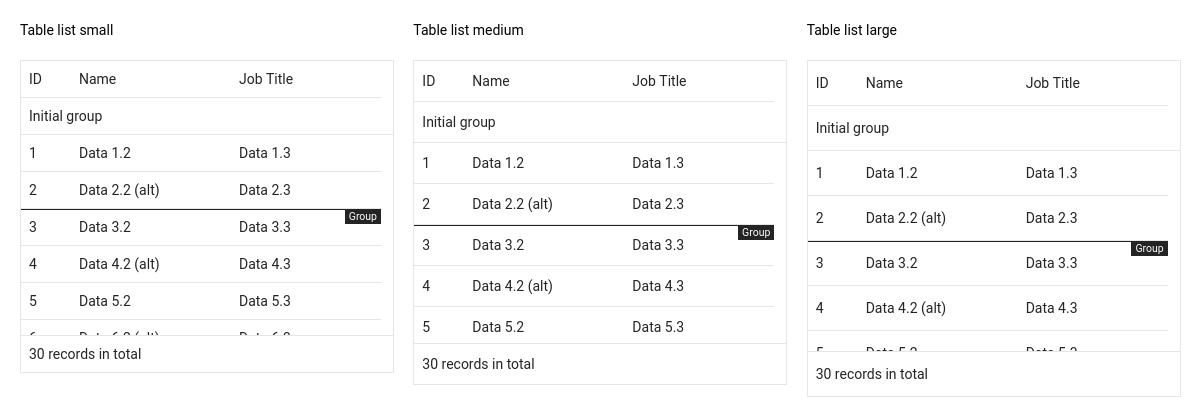 Table list small
ID Name Job Title
Initial group
1 Data 1.2 Data 1.3
2 Data 2.2 (alt) Data 2.3
Group
3 Data 3.2 Data 3.3
4 Data 4.2 (alt) Data 4.3
5 Data 5.2 Data 5.3
30 records in total
Table list medium
ID Name Job Title
Initial group
1 Data 1.2 Data 1.3
2 Data 2.2 (alt) Data 2.3
Group
3 Data 3.2 Data 3.3
4 Data 4.2 (alt) Data 4.3
5 Data 5.2 Data 5.3
30 records in total
Table list large
ID Name Job Title
Initial group
1 Data 1.2 Data 1.3
2 Data 2.2 (alt) Data 2.3
Group
3 Data 3.2 Data 3.3
4 Data 4.2 (alt) Data 4.3
30 records in total